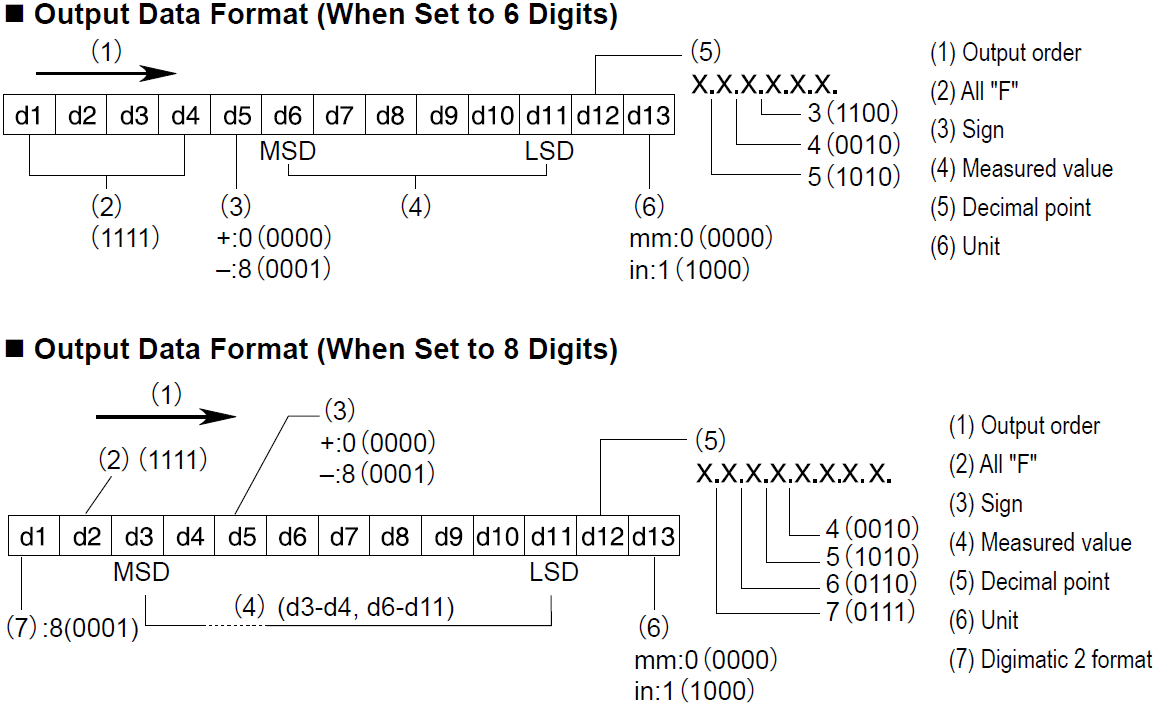 ■ Output Data Format (When Set to 6 Digits)
(1)
d1 d2 d3 d4 d5 d6 d7 d8 d9 d10 d11 d12 d13
MSD LSD
(2)
(1111)
(3)
+:0 (0000)
–:8 (0001)
(4)
(5)
X.X.X.X.X.X.
3 (1100)
4 (0010)
5 (1010)
(6)
mm:0 (0000)
in:1 (1000)
(1) Output order
(2) All "F"
(3) Sign
(4) Measured value
(5) Decimal point
(6) Unit
■ Output Data Format (When Set to 8 Digits)
(1)
(2) (1111)
(3)
+:0 (0000)
–:8 (0001)
d1 d2 d3 d4 d5 d6 d7 d8 d9 d10 d11 d12 d13
MSD LSD
(7) :8(0001)
(4) (d3-d4, d6-d11)
(5)
X.X.X.X.X.X.X.X.
4 (0010)
5 (1010)
6 (0110)
7 (0111)
(6)
mm:0 (0000)
in:1 (1000)
(1) Output order
(2) All "F"
(3) Sign
(4) Measured value
(5) Decimal point
(6) Unit
(7) Digimatic 2 format